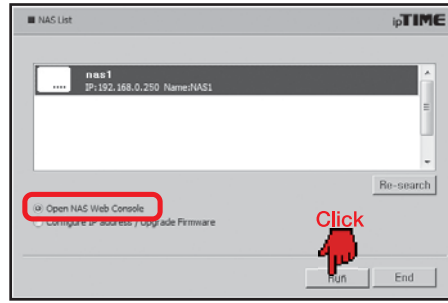 NAS List
ipTIME
nas1
IP:192.168.0.250 Name:NAS1
Re-search
Open NAS Web Console
Configure IP address / Upgrade Firmware
Click
Run
End